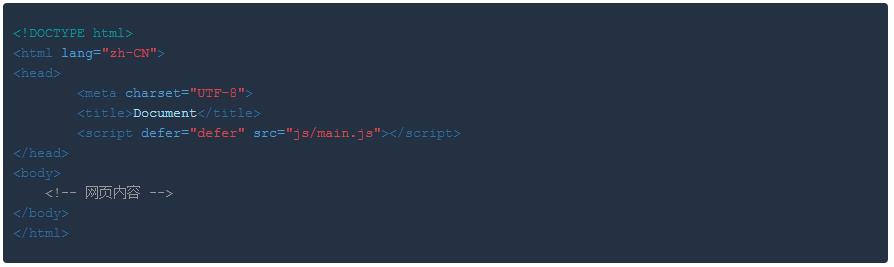 <!DOCTYPE html>
<html lang="zh-CN">
<head>
        <meta charset="UTF-8">
        <title>Document</title>
        <script defer="defer" src="js/main.js"></script>
</head>
<body>
    <!-- 网页内容 -->
</body>
</html>